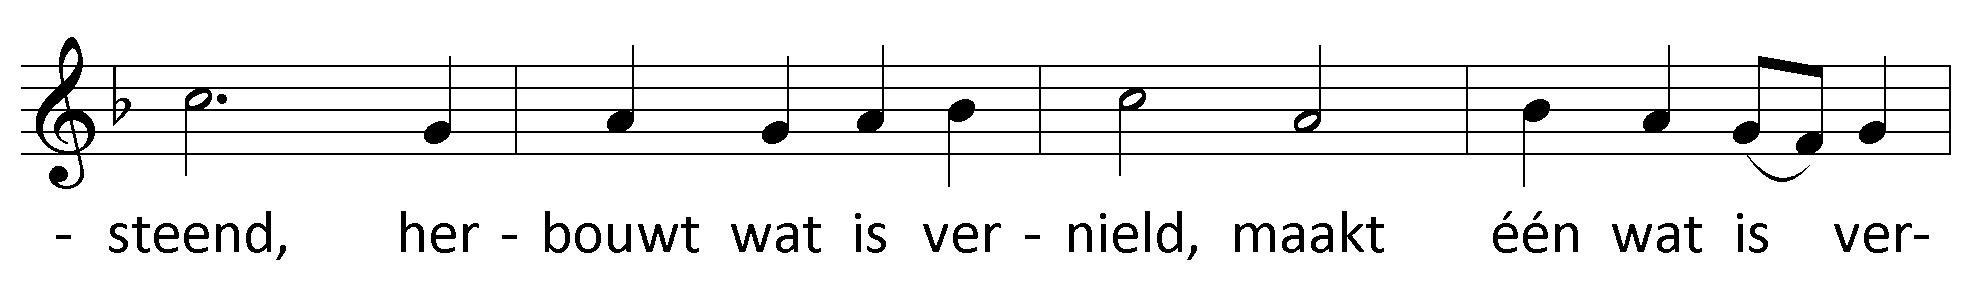 - steend, her - bouwt wat is ver - nield, maakt één wat is ver-